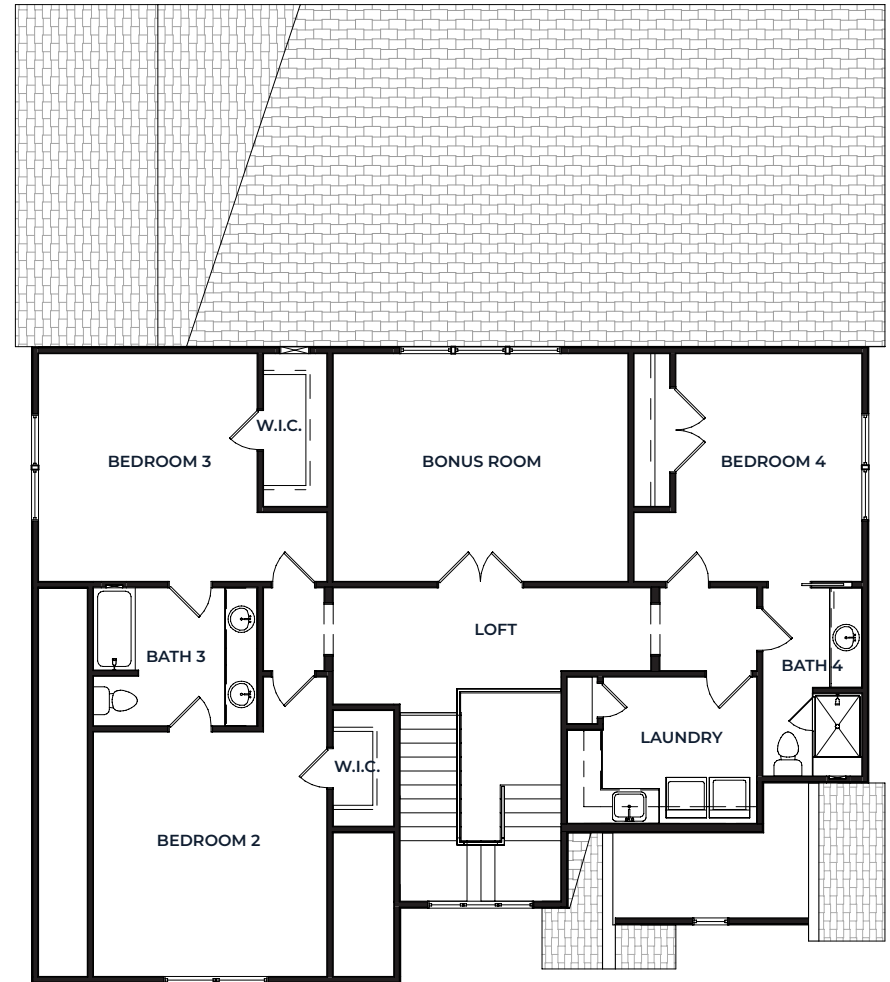 W.I.C.
BEDROOM 3
BONUS ROOM
BEDROOM 4
LOFT
BATH 3
BATH 4
LAUNDRY
W.I.C.
BEDROOM 2